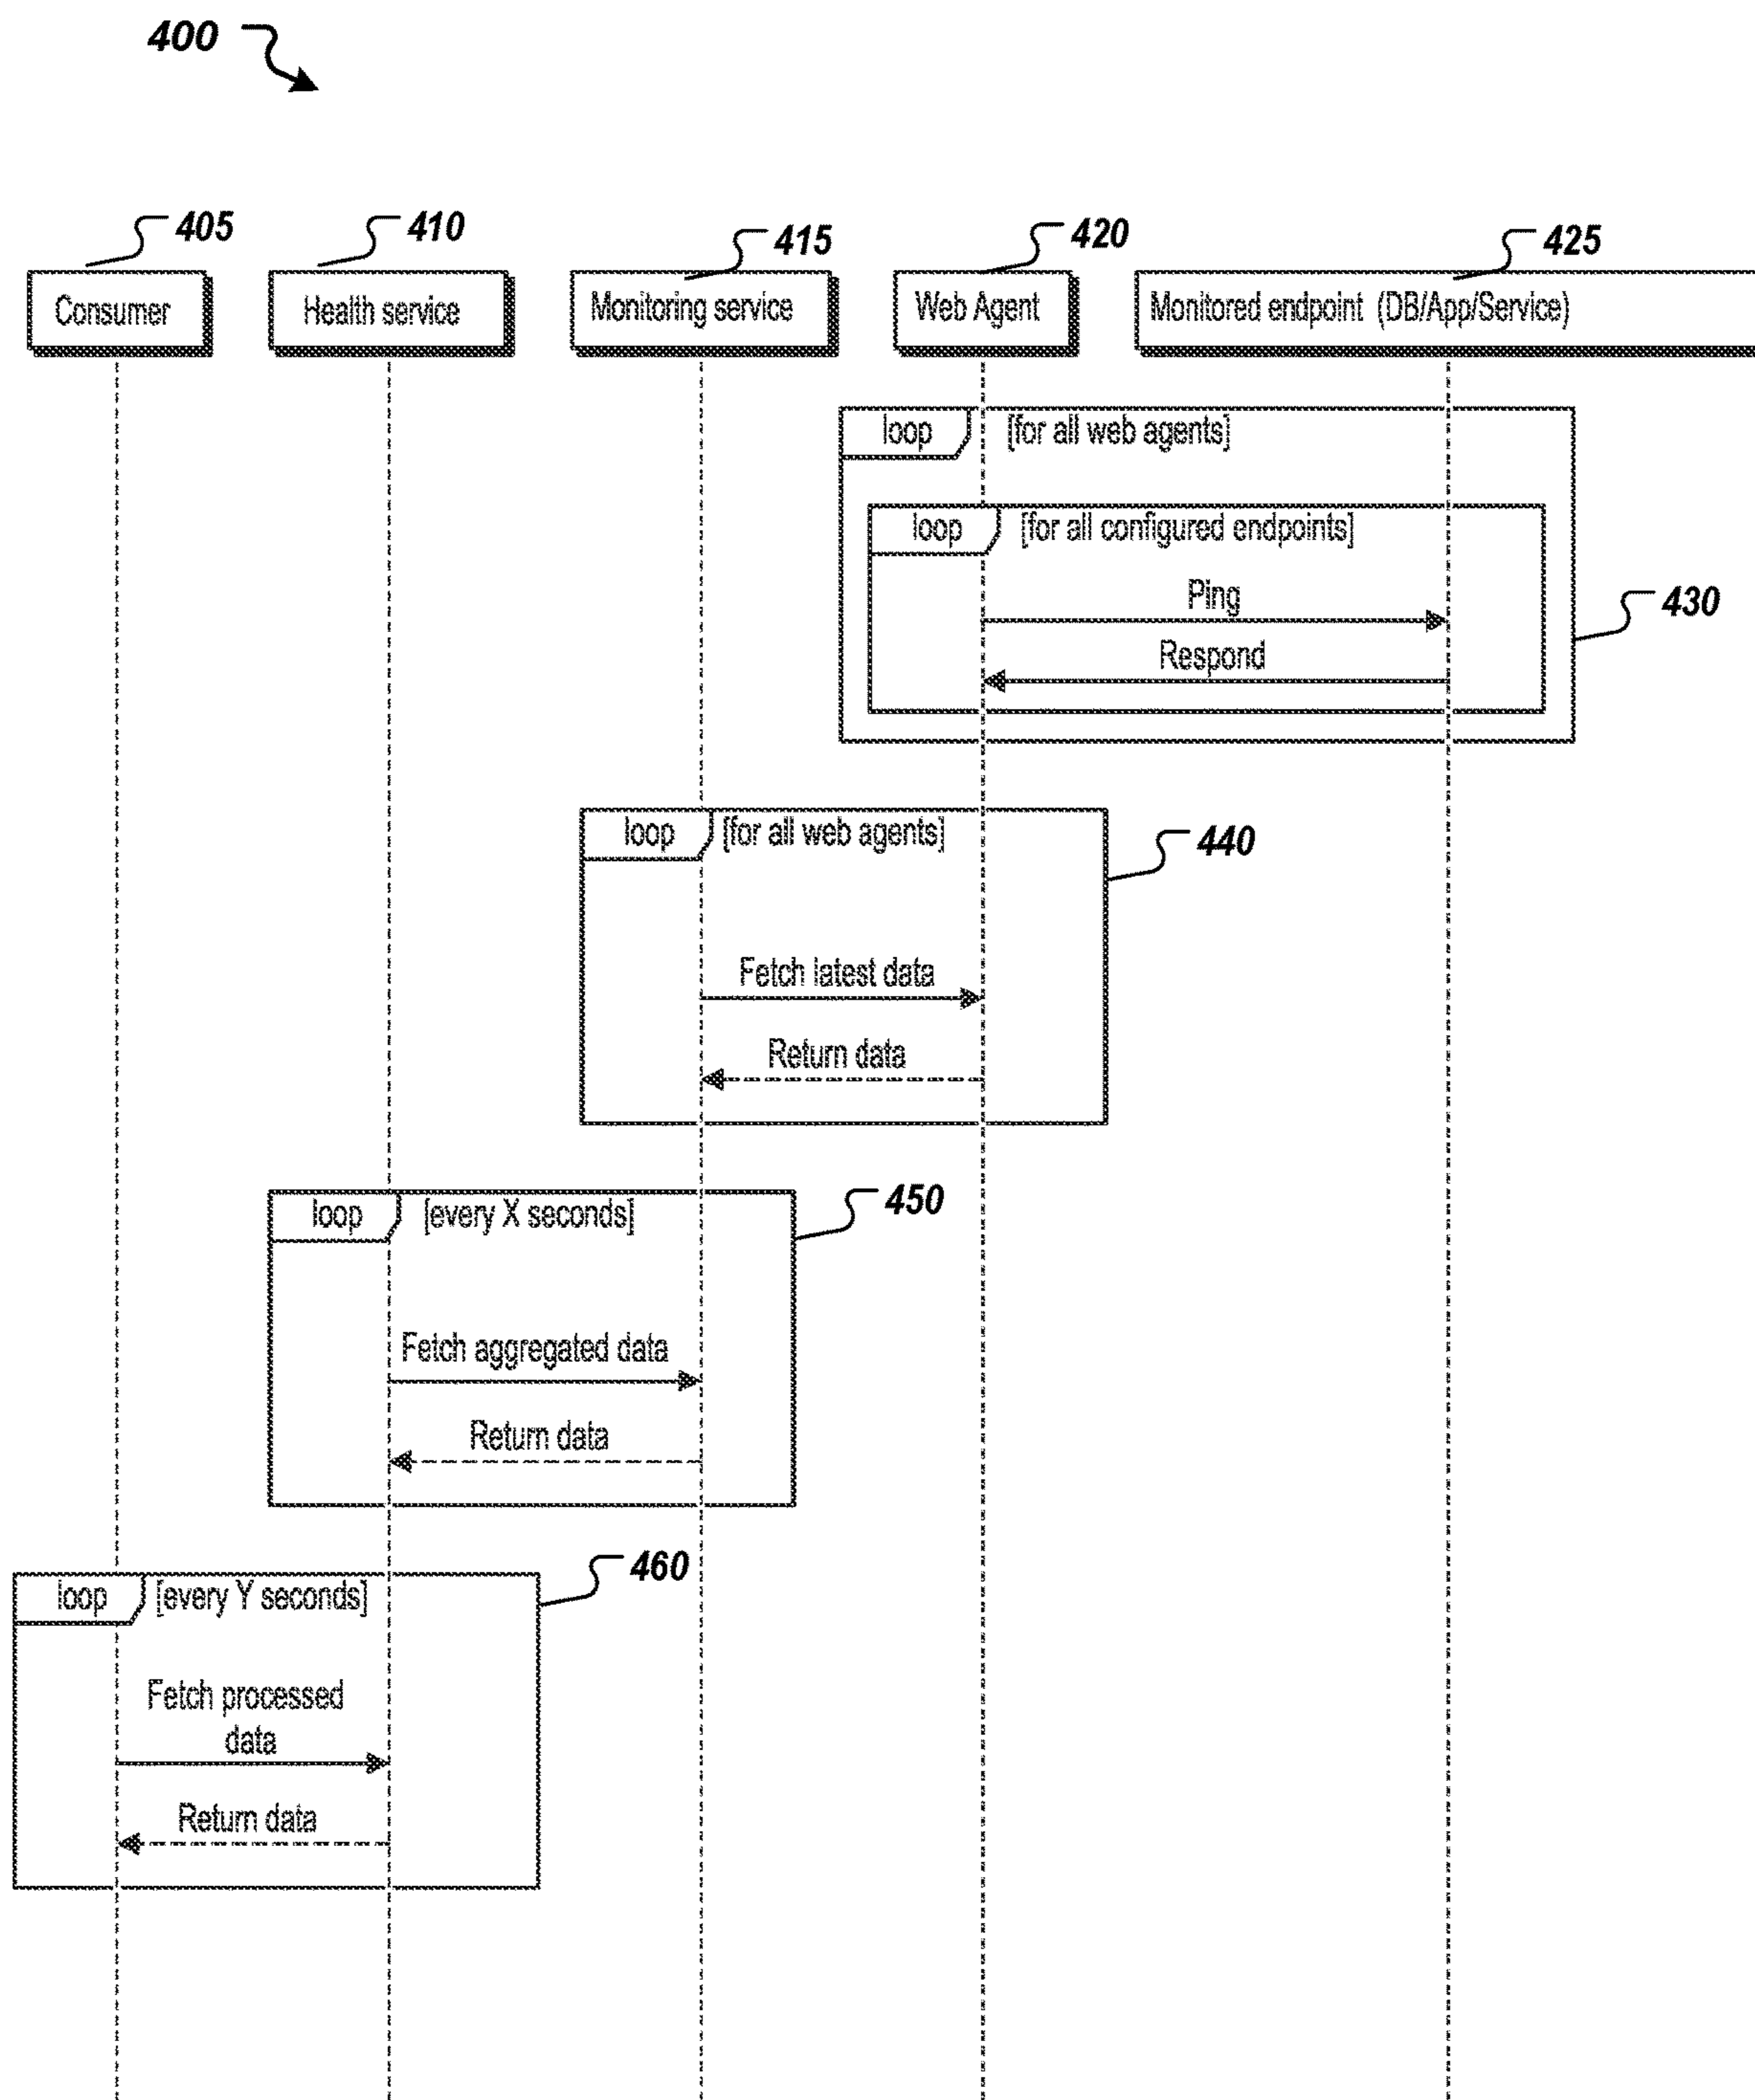 400
405
410
415
420
425
Consumer
Health service
Monitoring service
Web Agent
Monitored endpoint (DB/App/Service)
loop [for all web agents]
loop [for all configured endpoints]
Ping
430
Respond
loop [for all web agents]
440
Fetch latest data
Return data
loop [every X seconds]
450
Fetch aggregated data
Return data
460
loop [every Y seconds]
Fetch processed
data
Return data